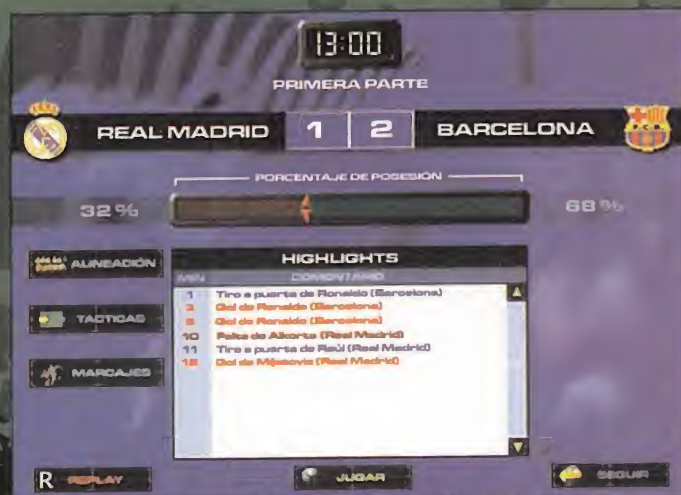 13:00
PRIMERA PARTE
REAL MADRID 1 2 BARCELONA
PORCENTAJE DE POSESIÓN
32 % 68 %
ALINEACIÓN
TACTICAS
MARCAJES
HIGHLIGHTS
MIN COMENTARIO
1 Tiro a puerta de Ronaldo (Barcelona)
3 Gol de Ronaldo (Barcelona)
Gol de Ronaldo (Barcelona)
10 Falta de Alkorta (Real Madrid)
11 Tiro a puerta de Raúl (Real Madrid)
Gol de Mijatovic (Real Madrid)
R REPLAY
JUGAR
SEGUIR